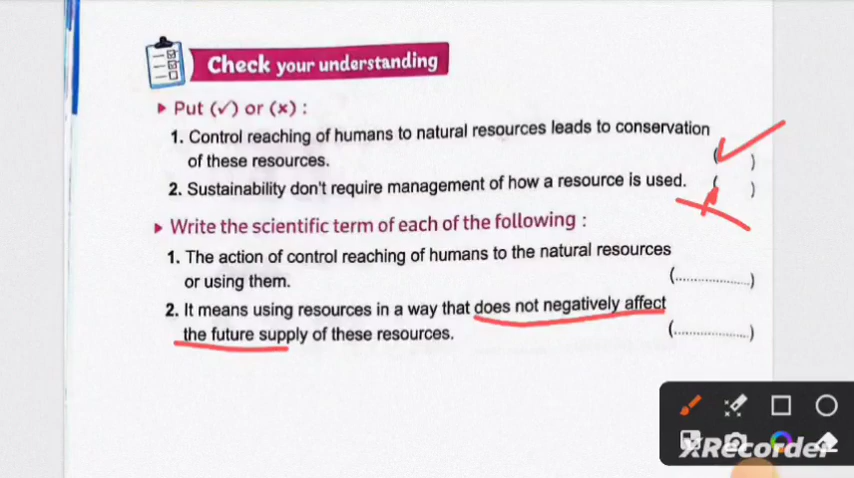 Check your understanding
Put (✓) or (x) :
1. Control reaching of humans to natural resources leads to conservation
of these resources. ( )
2. Sustainability don't require management of how a resource is used. ( )
Write the scientific term of each of the following :
1. The action of control reaching of humans to the natural resources
or using them. (....................)
2. It means using resources in a way that does not negatively affect
the future supply of these resources. (....................)
XRecorder